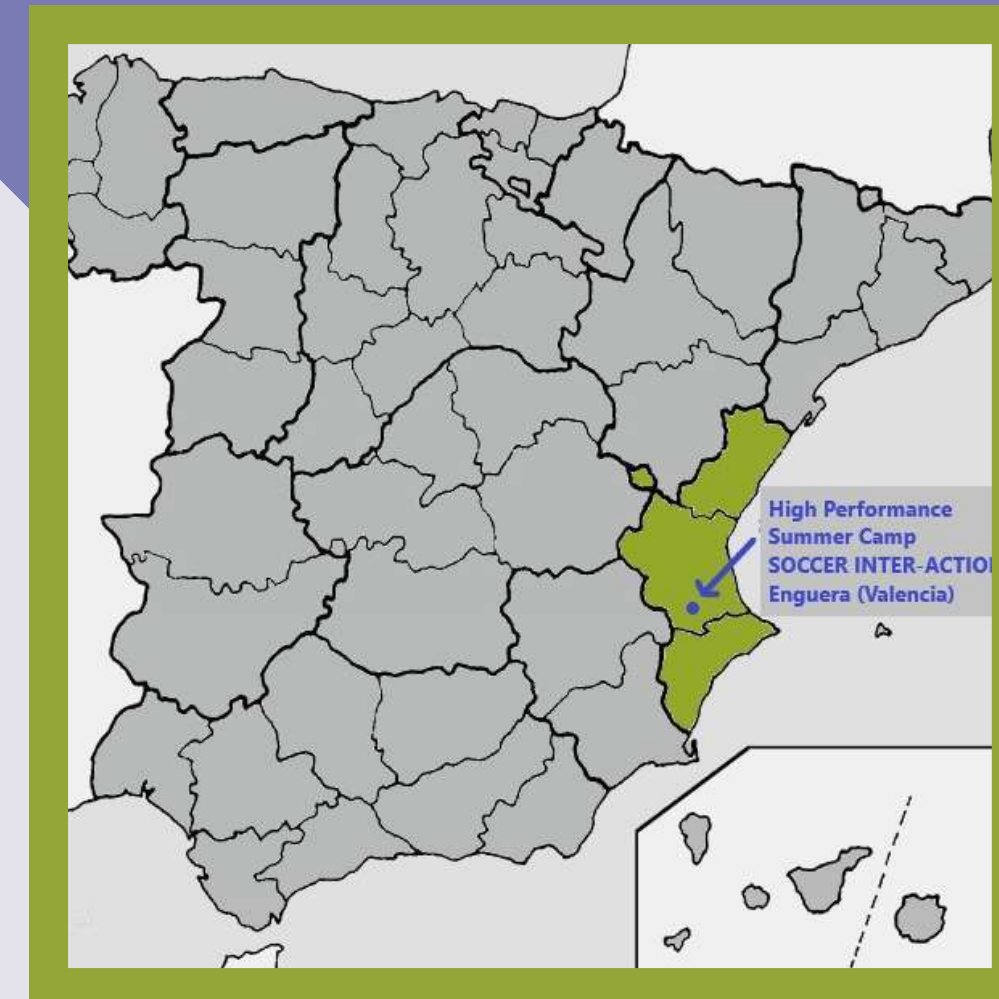 High Performance
Summer Camp
SOCCER INTER-ACTIO
Enguera (Valencia)